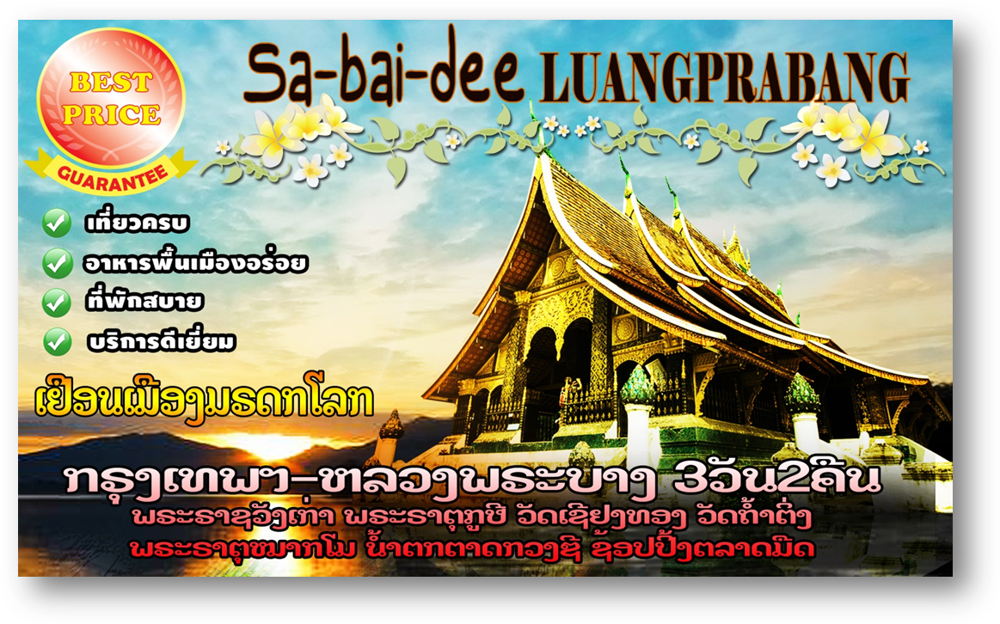 BEST
PRICE
GUARANTEE
Sa-bai-dee LUANGPRABANG
เที่ยวครบ
อาหารพื้นเมืองอร่อย
ที่พักสบาย
บริการดีเยี่ยม
เยือนเมืองมรดกโลก
กรุงเทพฯ-หลวงพระบาง 3วัน2คืน
พระราชวังเก่า พระธาตุภูษี วัดเชียงทอง วัดถ้ำติ่ง
พระธาตุหมากโม น้ำตกตาดกวงซี ช้อปปิ้งตลาดมืด